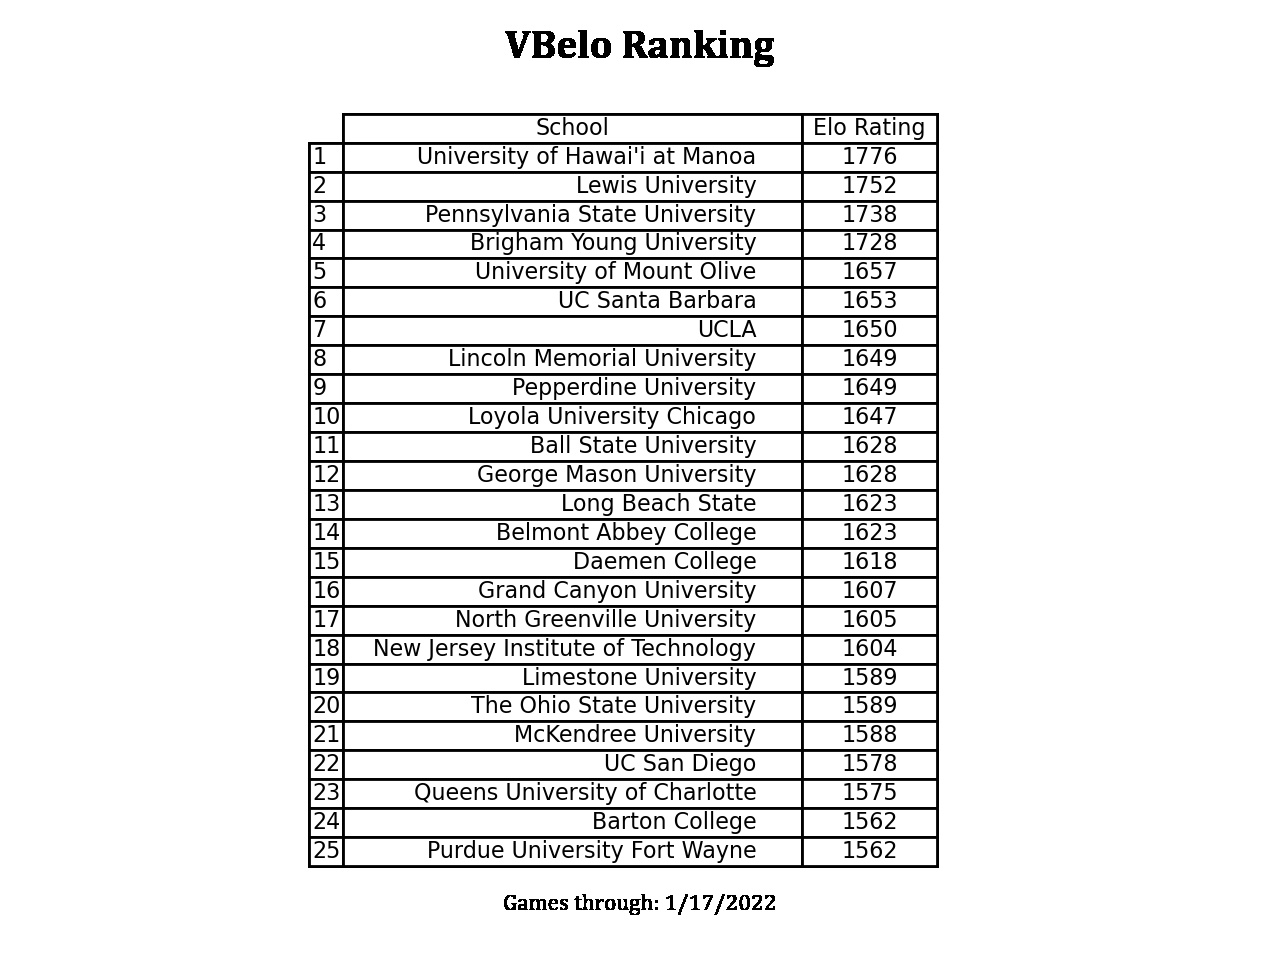 VBelo Ranking
School Elo Rating
1 University of Hawai'i at Manoa 1776
2 Lewis University 1752
3 Pennsylvania State University 1738
4 Brigham Young University 1728
5 University of Mount Olive 1657
6 UC Santa Barbara 1653
7 UCLA 1650
8 Lincoln Memorial University 1649
9 Pepperdine University 1649
10 Loyola University Chicago 1647
11 Ball State University 1628
12 George Mason University 1628
13 Long Beach State 1623
14 Belmont Abbey College 1623
15 Daemen College 1618
16 Grand Canyon University 1607
17 North Greenville University 1605
18 New Jersey Institute of Technology 1604
19 Limestone University 1589
20 The Ohio State University 1589
21 McKendree University 1588
22 UC San Diego 1578
23 Queens University of Charlotte 1575
24 Barton College 1562
25 Purdue University Fort Wayne 1562
Games through: 1/17/2022